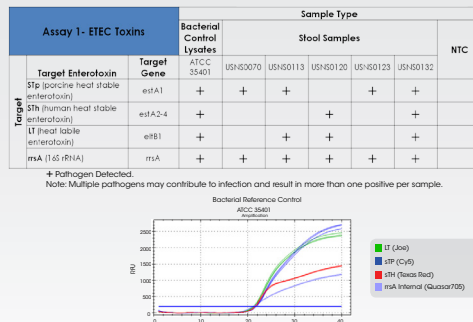 Sample Type
Assay 1- ETEC Toxins
Bacterial Control Lysates
Stool Samples
NTC
Target Enterotoxin
Target Gene
ATCC 35401
USNS0070
USNS0113
USNS0120
USNS0123
USNS0132
Target
STp (porcine heat stable enterotoxin)
estA1
+ + + + +
STh (human heat stable enterotoxin)
estA2-4
+ + +
LT (heat labile enterotoxin)
eltB1
+ + + +
rrsA (16S rRNA)
rrsA
+ + + + + +
+ Pathogen Detected.
Note: Multiple pathogens may contribute to infection and result in more than one positive per sample.
Bacterial Reference Control
ATCC 35401
Amplification
RFU
2500
2000
1500
1000
500
0
0 10 20 30 40
LT (Joe)
sTP (Cy5)
sTH (Texas Red)
rrsA Internal (Quasar705)